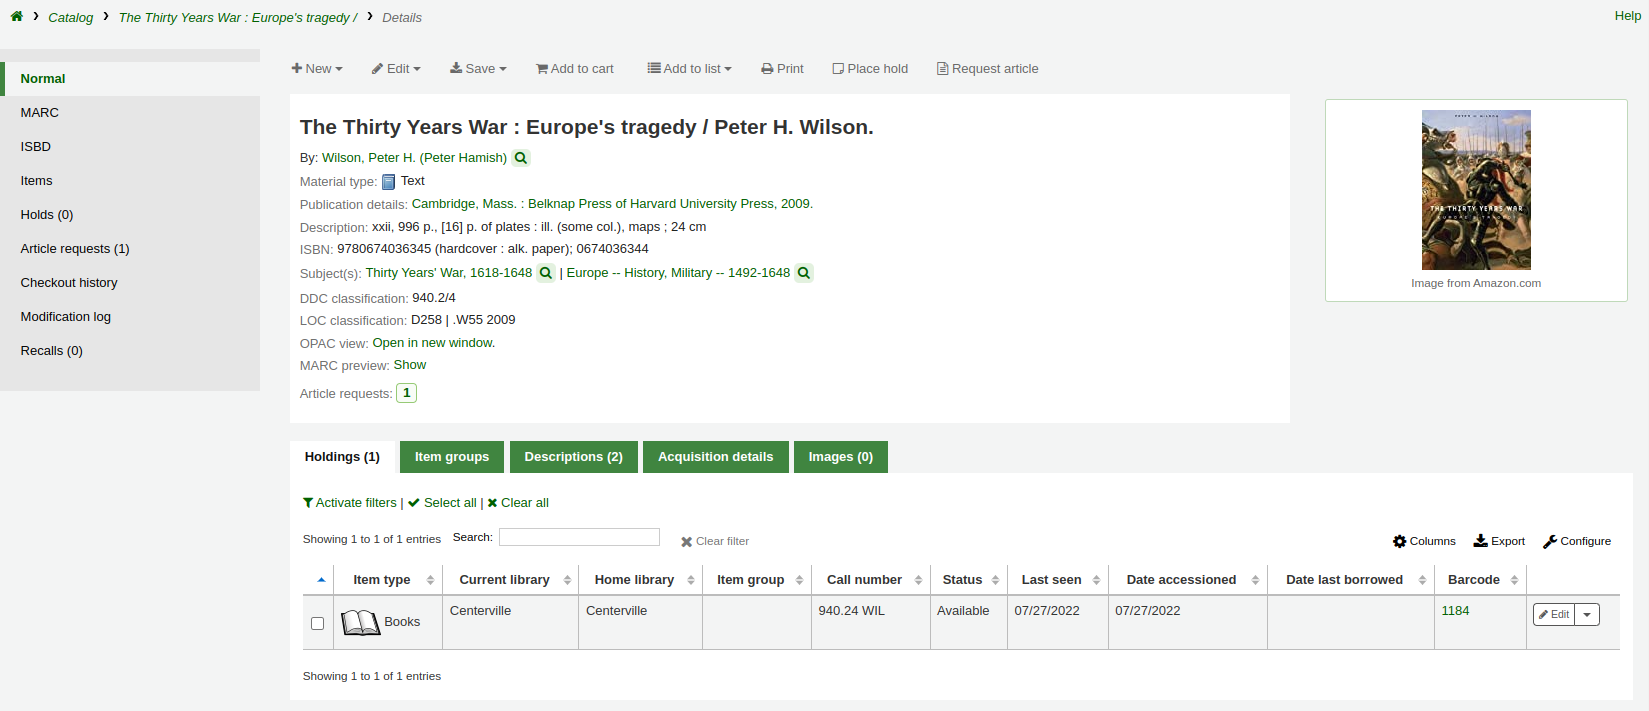 Catalog The Thirty Years War : Europe's tragedy / Details
Help
Normal
MARC
ISBD
Items
Holds (0)
Article requests (1)
Checkout history
Modification log
Recalls (0)
New Edit Save Add to cart Add to list Print Place hold Request article
The Thirty Years War : Europe's tragedy / Peter H. Wilson.
By: Wilson, Peter H. (Peter Hamish)
Material type: Text
Publication details: Cambridge, Mass. : Belknap Press of Harvard University Press, 2009.
Description: xxii, 996 p., [16] p. of plates : ill. (some col.), maps ; 24 cm
ISBN: 9780674036345 (hardcover : alk. paper); 0674036344
Subject(s): Thirty Years' War, 1618-1648 | Europe -- History, Military -- 1492-1648
DDC classification: 940.2/4
LOC classification: D258 | .W55 2009
OPAC view: Open in new window.
MARC preview: Show
Article requests: 1
PETER H WILSON
THE THIRTY YEARS WAR
EUROPE'S TRAGEDY
Image from Amazon.com
Holdings (1) Item groups Descriptions (2) Acquisition details Images (0)
Activate filters | Select all | Clear all
Showing 1 to 1 of 1 entries Search: Clear filter Columns Export Configure
Item type Current library Home library Item group Call number Status Last seen Date accessioned Date last borrowed Barcode
Books Centerville Centerville 940.24 WIL Available 07/27/2022 07/27/2022 1184 Edit
Showing 1 to 1 of 1 entries